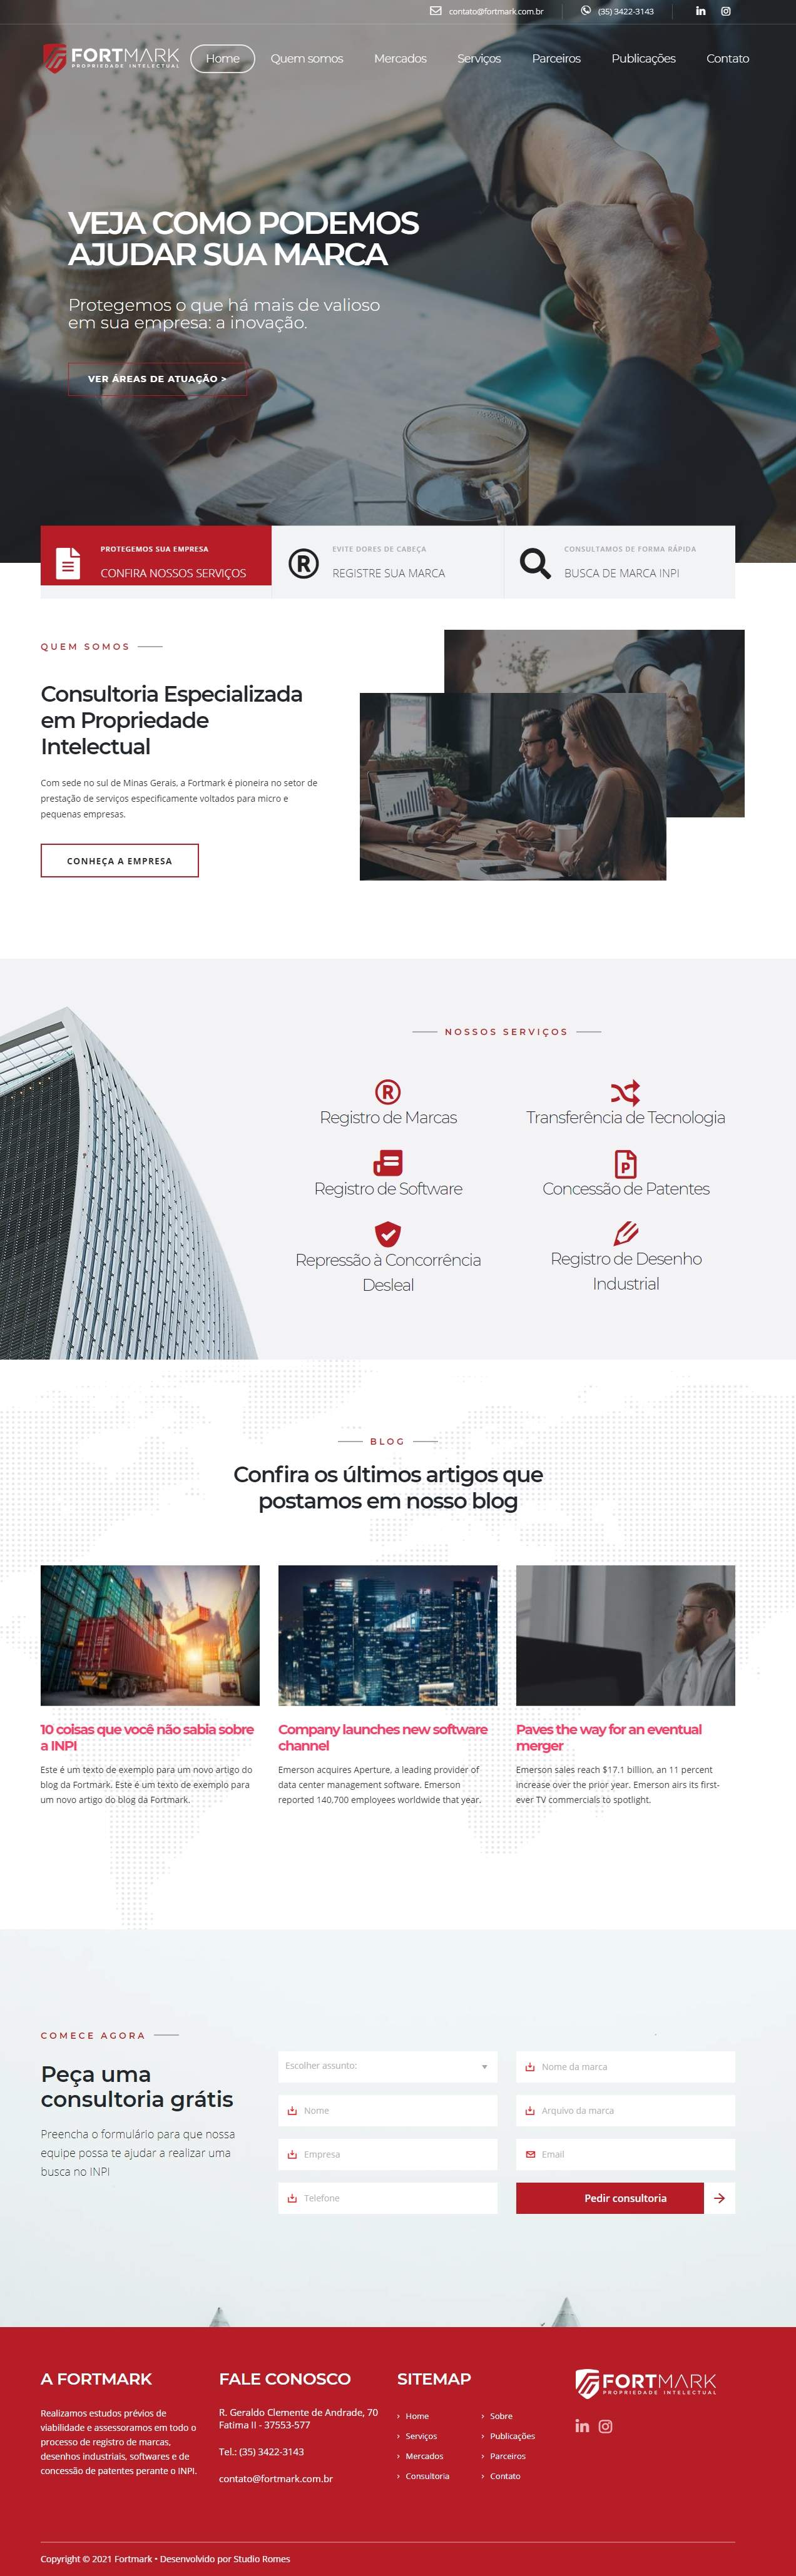 contato@fortmark.com.br
(35) 3422-3143
FORTMARK
PROPRIEDADE INTELECTUAL
Home
Quem somos
Mercados
Serviços
Parceiros
Publicações
Contato
VEJA COMO PODEMOS
AJUDAR SUA MARCA
Protegemos o que há mais de valioso
em sua empresa: a inovação.
VER ÁREAS DE ATUAÇÃO >
PROTEGEMOS SUA EMPRESA
CONFIRA NOSSOS SERVIÇOS
EVITE DORES DE CABEÇA
REGISTRE SUA MARCA
CONSULTAMOS DE FORMA RÁPIDA
BUSCA DE MARCA INPI
QUEM SOMOS
Consultoria Especializada
em Propriedade
Intelectual
Com sede no sul de Minas Gerais, a Fortmark é pioneira no setor de
prestação de serviços especificamente voltados para micro e
pequenas empresas.
CONHEÇA A EMPRESA
NOSSOS SERVIÇOS
Registro de Marcas
Transferência de Tecnologia
Registro de Software
Concessão de Patentes
Repressão à Concorrência
Desleal
Registro de Desenho
Industrial
BLOG
Confira os últimos artigos que
postamos em nosso blog
10 coisas que você não sabia sobre
a INPI
Este é um texto de exemplo para um novo artigo do
blog da Fortmark. Este é um texto de exemplo para
um novo artigo do blog da Fortmark.
Company launches new software
channel
Emerson acquires Aperture, a leading provider of
data center management software. Emerson
reported 140,700 employees worldwide that year.
Paves the way for an eventual
merger
Emerson sales reach $17.1 billion, an 11 percent
increase over the prior year. Emerson airs its first-
ever TV commercials to spotlight.
COMECE AGORA
Peça uma
consultoria grátis
Preencha o formulário para que nossa
equipe possa te ajudar a realizar uma
busca no INPI
Escolher assunto:
Nome da marca
Nome
Arquivo da marca
Empresa
Email
Telefone
Pedir consultoria
A FORTMARK
Realizamos estudos prévios de
viabilidade e assessoramos em todo o
processo de registro de marcas,
desenhos industriais, softwares e de
concessão de patentes perante o INPI.
FALE CONOSCO
R. Geraldo Clemente de Andrade, 70
Fatima II - 37553-577
Tel.: (35) 3422-3143
contato@fortmark.com.br
SITEMAP
Home
Serviços
Mercados
Consultoria
Sobre
Publicações
Parceiros
Contato
FORTMARK
PROPRIEDADE INTELECTUAL
Copyright © 2021 Fortmark • Desenvolvido por Studio Romes